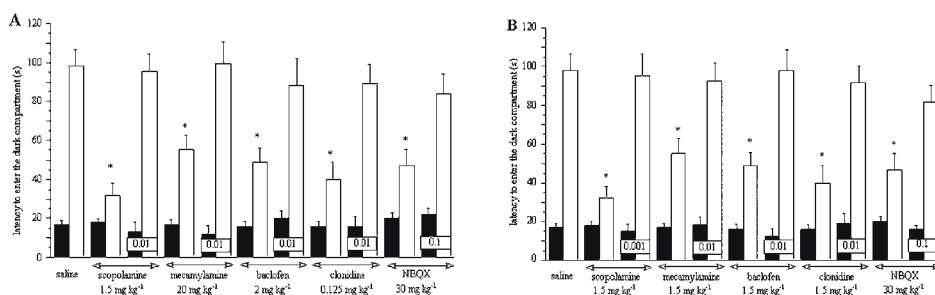 A
latency to enter the dark compartment (s)
120
100
80
60
40
20
0
* * * * *
0.01 0.01 0.01 0.01 0.1
saline scopolamine mecamylamine baclofen clonidine NBQX
1.5 mg kg-1 20 mg kg-1 2 mg kg-1 0.125 mg kg-1 30 mg kg-1
B
latency to enter the dark compartment (s)
120
100
80
60
40
20
0
* * * * *
0.001 0.01 0.01 0.01 0.1
saline scopolamine mecamylamine baclofen clonidine NBQX
1.5 mg kg-1 1.5 mg kg-1 1.5 mg kg-1 1.5 mg kg-1 30 mg kg-1